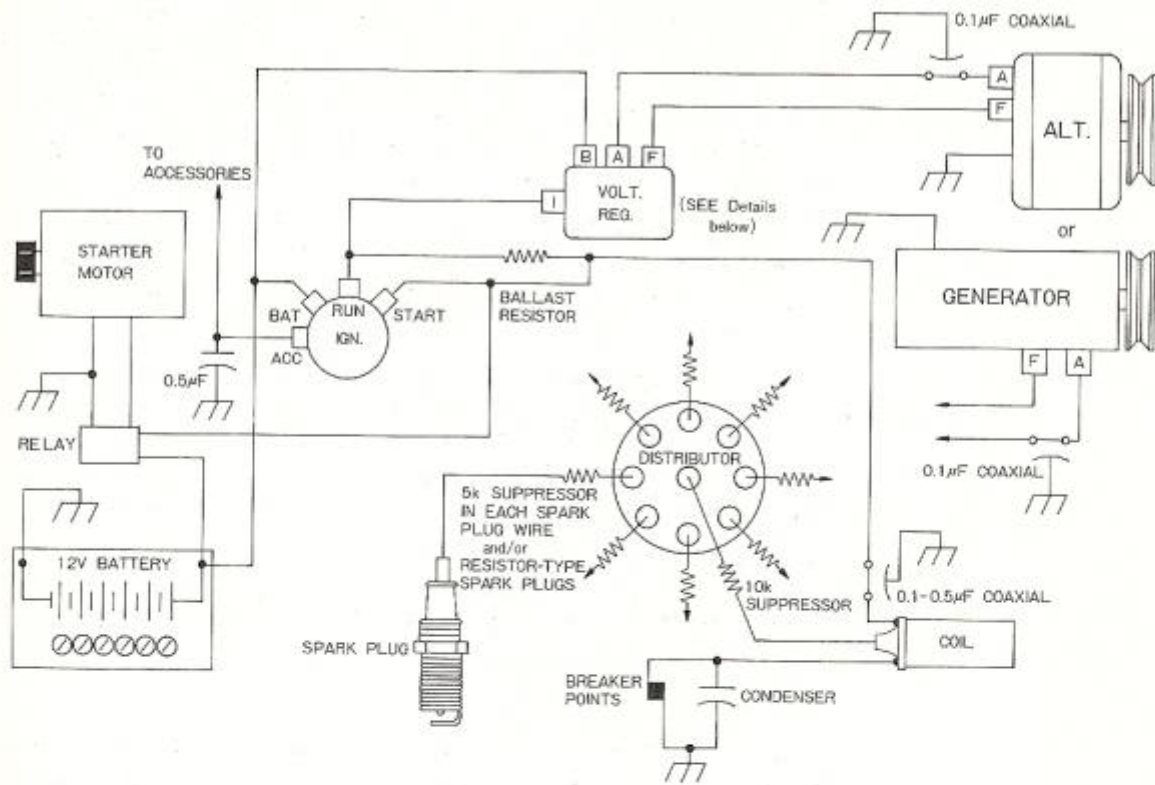 0.1μF COAXIAL
A
F
ALT.
TO
ACCESSORIES
B
A
F
I
VOLT.
REG.
(SEE Details
below)
or
STARTER
MOTOR
BAT
RUN
START
IGN.
ACC
BALLAST
RESISTOR
GENERATOR
F
A
0.5μF
RELAY
DISTRIBUTOR
0.1μF COAXIAL
5k SUPPRESSOR
IN EACH SPARK
PLUG WIRE
and/or
RESISTOR-TYPE
SPARK PLUGS
12V BATTERY
10k
SUPPRESSOR
0.1-0.5μF COAXIAL
COIL
SPARK PLUG
BREAKER
POINTS
CONDENSER